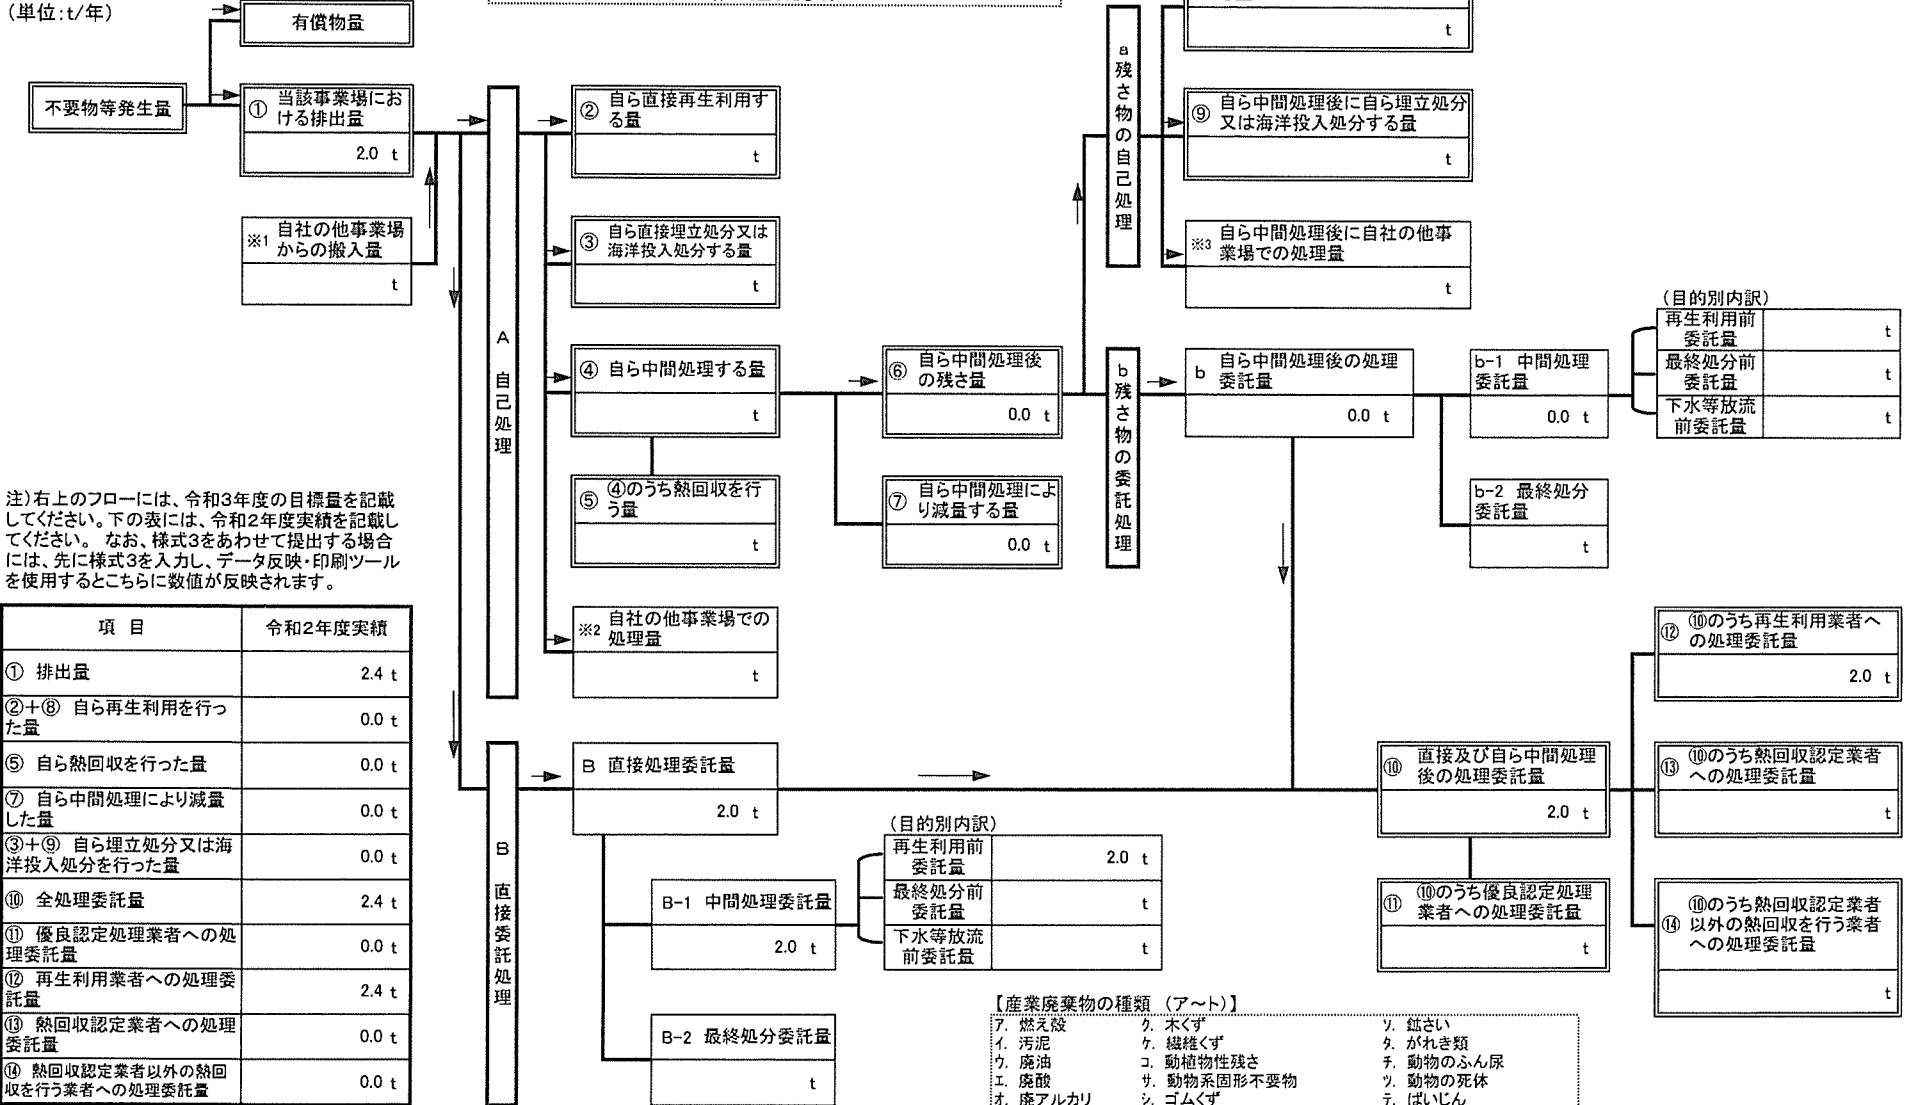 (単位:t/年)
有償物量
不要物等発生量
① 当該事業場にお
ける排出量
2.0 t
※1 自社の他事業場
からの搬入量
t
A 自己処理
② 自ら直接再生利用す
る量
t
③ 自ら直接埋立処分又は
海洋投入処分する量
t
④ 自ら中間処理する量
t
⑤ ④のうち熱回収を行
う量
t
※2 自社の他事業場での
処理量
t
⑥ 自ら中間処理後
の残さ量
0.0 t
⑦ 自ら中間処理によ
り減量する量
0.0 t
a 残さ物の自己処理
t
⑨ 自ら中間処理後に自ら埋立処分
又は海洋投入処分する量
t
※3 自ら中間処理後に自社の他事
業場での処理量
t
b 残さ物の委託処理
b 自ら中間処理後の処理
委託量
0.0 t
b-1 中間処理
委託量
0.0 t
(目的別内訳)
再生利用前
委託量 t
最終処分前
委託量 t
下水等放流
前委託量 t
b-2 最終処分
委託量
t
注)右上のフローには、令和3年度の目標量を記載
してください。下の表には、令和2年度実績を記載し
てください。 なお、様式3をあわせて提出する場合
には、先に様式3を入力し、データ反映・印刷ツール
を使用するとこちらに数値が反映されます。
項 目 令和2年度実績
① 排出量 2.4 t
②+⑧ 自ら再生利用を行っ
た量 0.0 t
⑤ 自ら熱回収を行った量 0.0 t
⑦ 自ら中間処理により減量
した量 0.0 t
③+⑨ 自ら埋立処分又は海
洋投入処分を行った量 0.0 t
⑩ 全処理委託量 2.4 t
⑪ 優良認定処理業者への処
理委託量 0.0 t
⑫ 再生利用業者への処理委
託量 2.4 t
⑬ 熱回収認定業者への処理
委託量 0.0 t
⑭ 熱回収認定業者以外の熱回
収を行う業者への処理委託量 0.0 t
B 直接委託処理
B 直接処理委託量
2.0 t
B-1 中間処理委託量
2.0 t
(目的別内訳)
再生利用前
委託量 2.0 t
最終処分前
委託量 t
下水等放流
前委託量 t
B-2 最終処分委託量
t
⑩ 直接及び自ら中間処理
後の処理委託量
2.0 t
⑪ ⑩のうち優良認定処理
業者への処理委託量
t
⑫ ⑩のうち再生利用業者へ
の処理委託量
2.0 t
⑬ ⑩のうち熱回収認定業者
への処理委託量
t
⑭ ⑩のうち熱回収認定業者
以外の熱回収を行う業者
への処理委託量
t
【産業廃棄物の種類 (ア～ト)】
ア. 燃え殻 ク. 木くず ソ. 鉱さい
イ. 汚泥 ケ. 繊維くず タ. がれき類
ウ. 廃油 コ. 動植物性残さ チ. 動物のふん尿
エ. 廃酸 サ. 動物系固形不要物 ツ. 動物の死体
オ. 廃アルカリ シ. ゴムくず テ. ばいじん